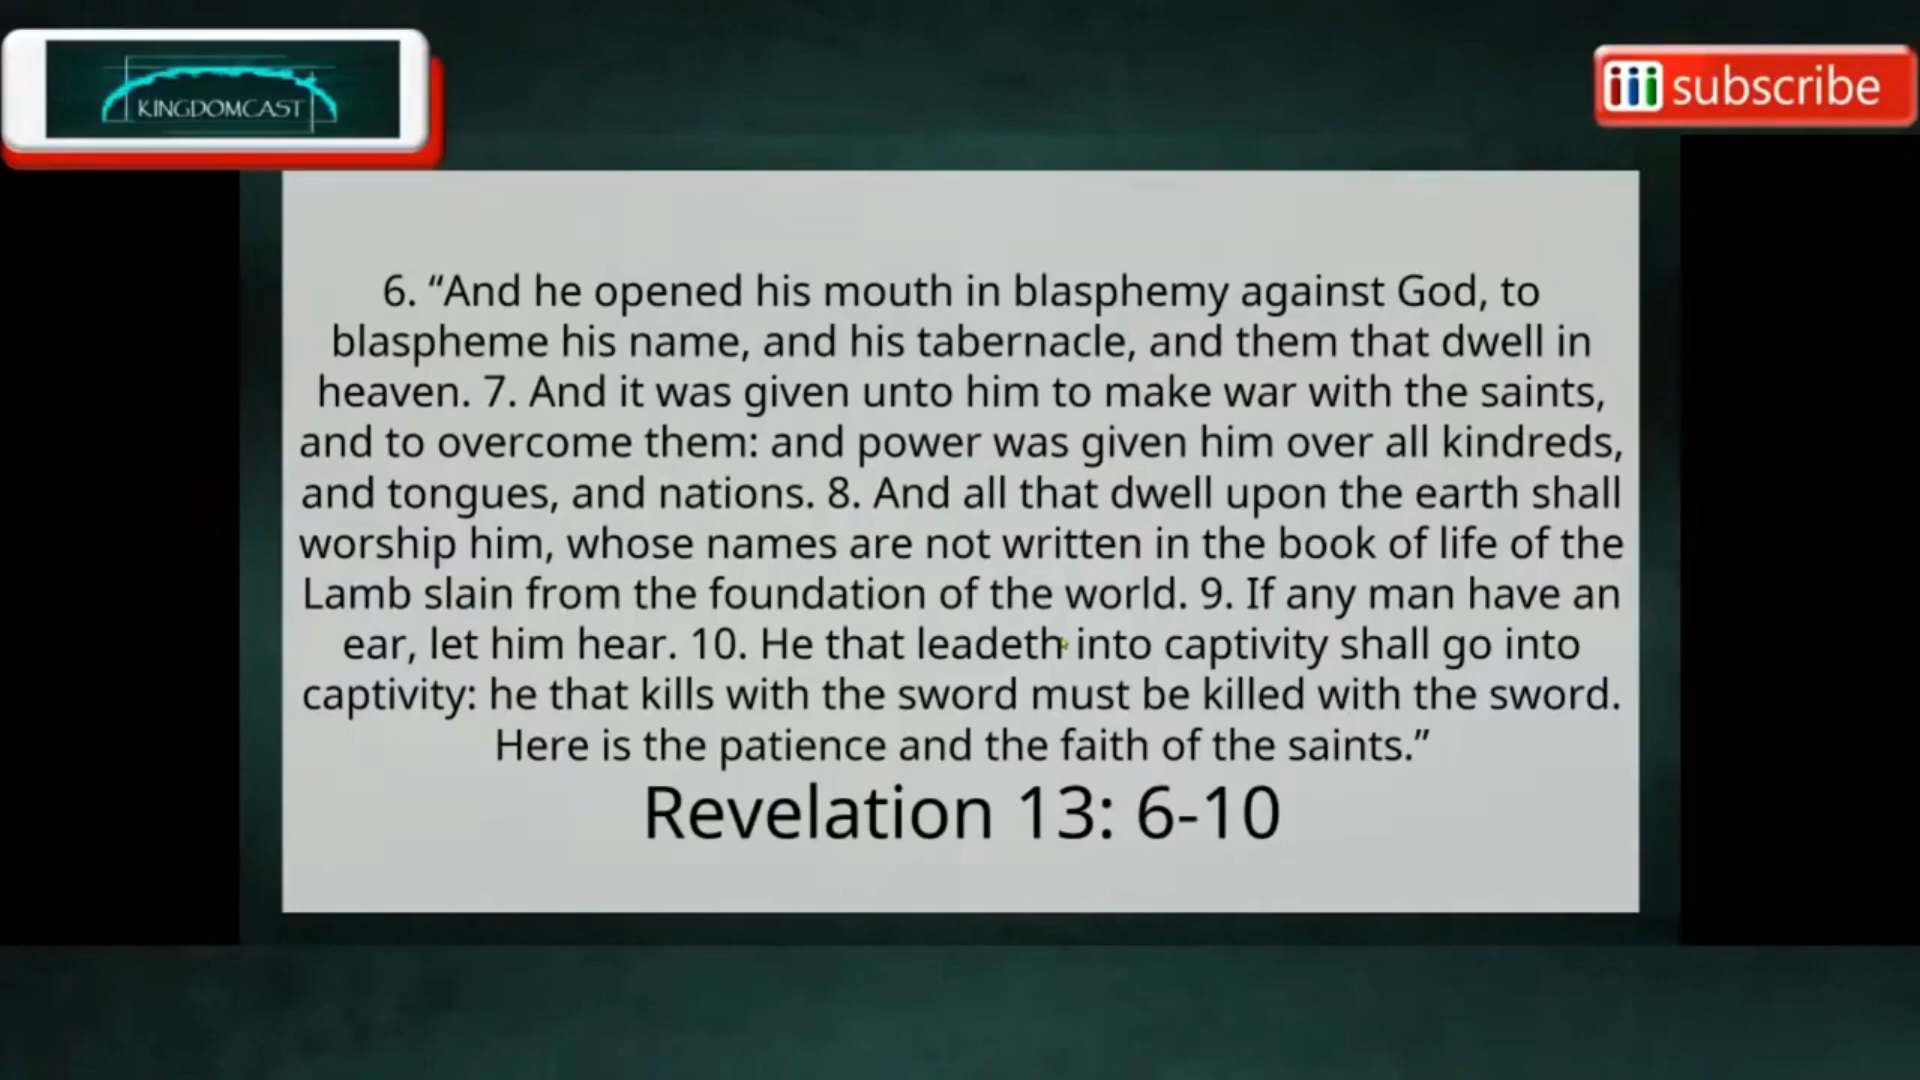 KINGDOMCAST
subscribe
6. “And he opened his mouth in blasphemy against God, to
blaspheme his name, and his tabernacle, and them that dwell in
heaven. 7. And it was given unto him to make war with the saints,
and to overcome them: and power was given him over all kindreds,
and tongues, and nations. 8. And all that dwell upon the earth shall
worship him, whose names are not written in the book of life of the
Lamb slain from the foundation of the world. 9. If any man have an
ear, let him hear. 10. He that leadeth into captivity shall go into
captivity: he that kills with the sword must be killed with the sword.
Here is the patience and the faith of the saints.”
Revelation 13: 6-10